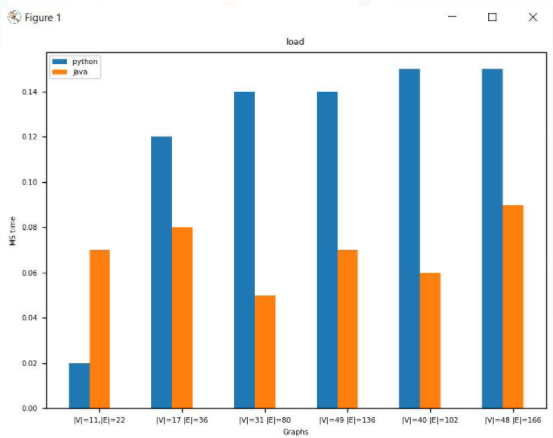 Figure 1
load
python
java
0.14
0.12
0.10
0.08
0.06
0.04
0.02
0.00
MS time
|V|=11,|E|=22 |V|=17 |E|=36 |V|=31 |E|=80 |V|=49 |E|=136 |V|=40 |E|=102 |V|=48 |E|=166
Graphs